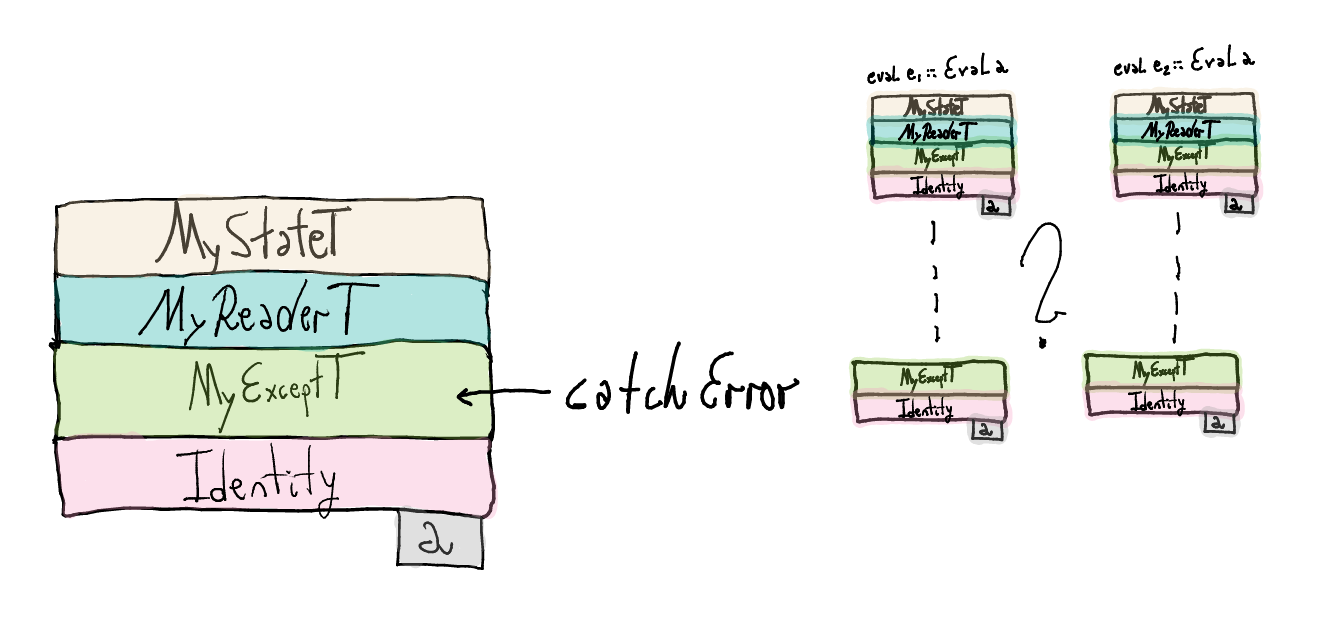 MyStateT
MyReaderT
MyExceptT
Identity
a
catchError
eval e₁ :: Eval a
MyStateT
MyReaderT
MyExceptT
Identity
a
?
MyExceptT
Identity
a
eval e₂ :: Eval a
MyStateT
MyReaderT
MyExceptT
Identity
a
MyExceptT
Identity
a